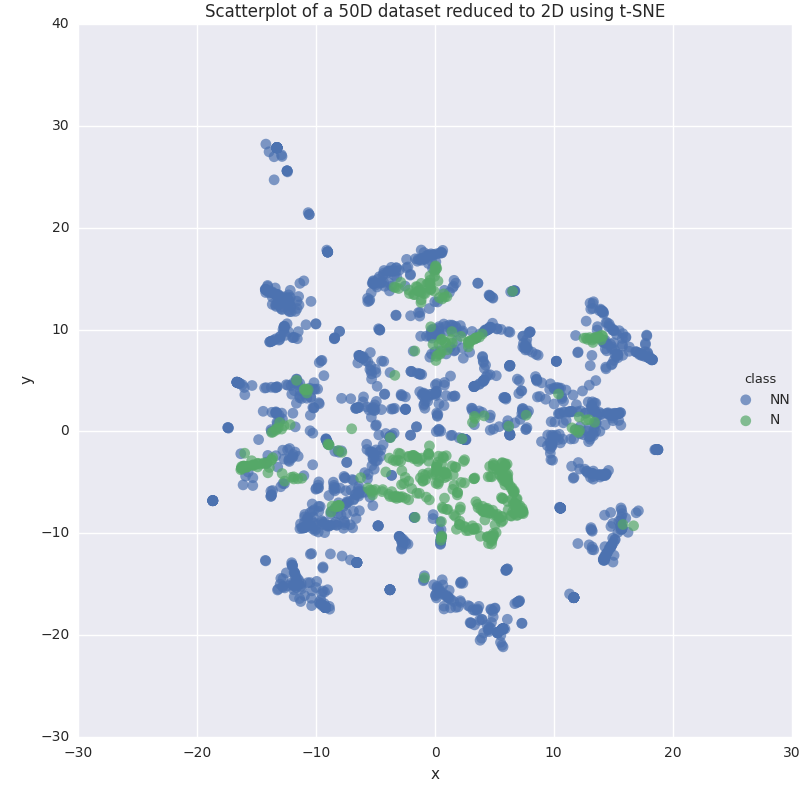 Scatterplot of a 50D dataset reduced to 2D using t-SNE
40
30
20
10
0
−10
−20
−30
y
−30 −20 −10 0 10 20 30
x
class
NN
N